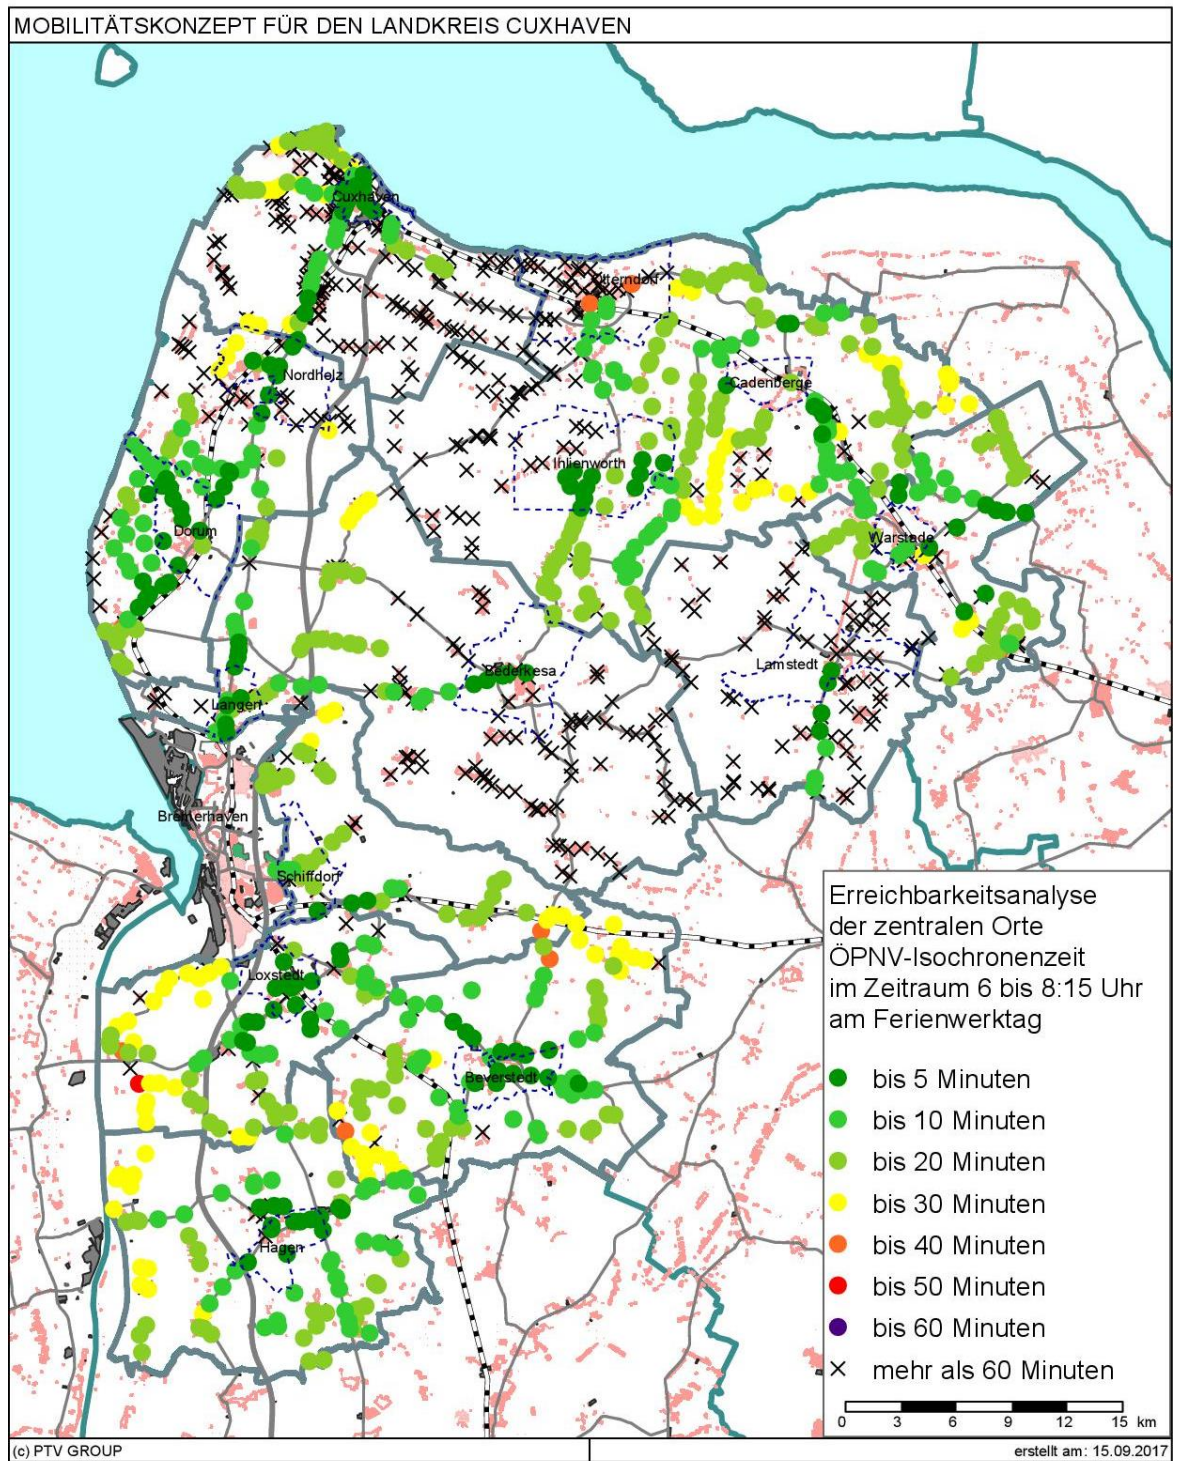 MOBILITÄTSKONZEPT FÜR DEN LANDKREIS CUXHAVEN
Cuxhaven
Otterndorf
Nordholz
Cadenberge
Ihlienworth
Dorum
Warstade
Lamstedt
Bederkesa
Langen
Bremerhaven
Schiffdorf
Loxstedt
Beverstedt
Hagen
Erreichbarkeitsanalyse
der zentralen Orte
ÖPNV-Isochronenzeit
im Zeitraum 6 bis 8:15 Uhr
am Ferienwerktag
bis 5 Minuten
bis 10 Minuten
bis 20 Minuten
bis 30 Minuten
bis 40 Minuten
bis 50 Minuten
bis 60 Minuten
mehr als 60 Minuten
0 3 6 9 12 15 km
(c) PTV GROUP
erstellt am: 15.09.2017